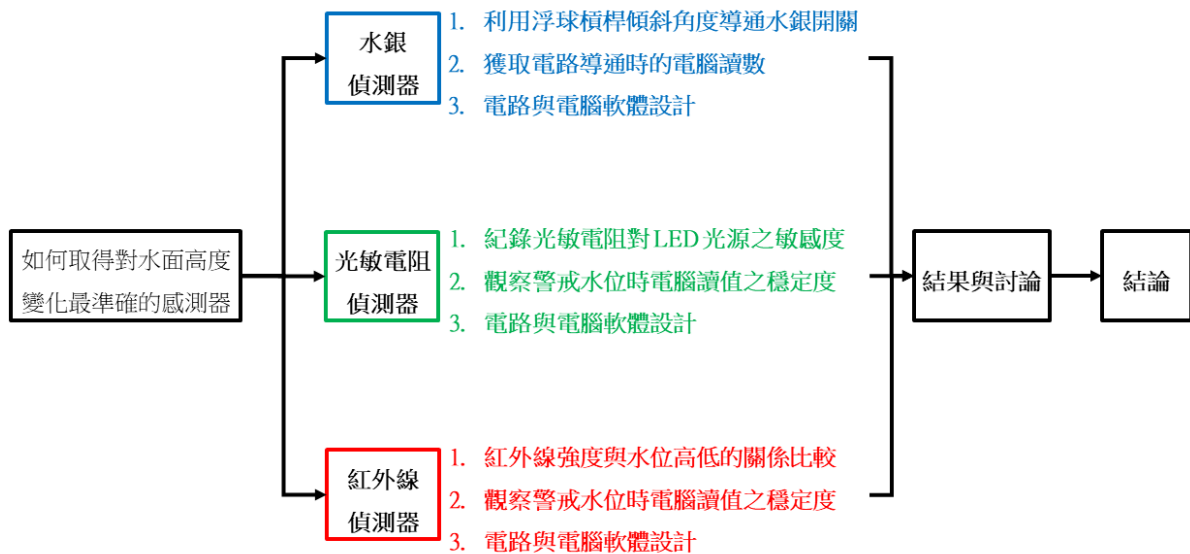 如何取得對水面高度
變化最準確的感測器
水銀
偵測器
1. 利用浮球槓桿傾斜角度導通水銀開關
2. 獲取電路導通時的電腦讀數
3. 電路與電腦軟體設計
光敏電阻
偵測器
1. 紀錄光敏電阻對LED光源之敏感度
2. 觀察警戒水位時電腦讀值之穩定度
3. 電路與電腦軟體設計
紅外線
偵測器
1. 紅外線強度與水位高低的關係比較
2. 觀察警戒水位時電腦讀值之穩定度
3. 電路與電腦軟體設計
結果與討論
結論